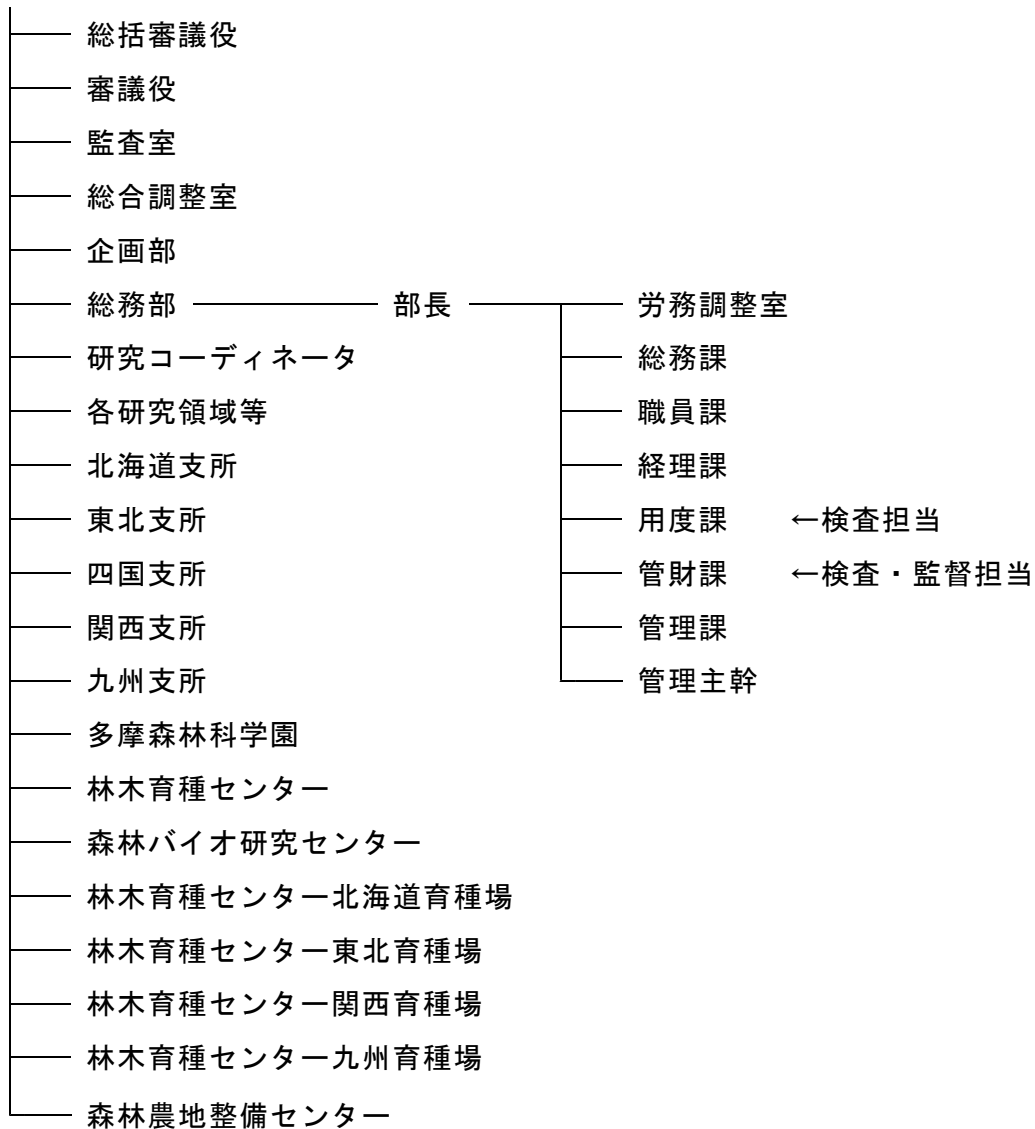 総括審議役
審議役
監査室
総合調整室
企画部
総務部 部長 労務調整室
研究コーディネータ 総務課
各研究領域等 職員課
北海道支所 経理課
東北支所 用度課 ←検査担当
四国支所 管財課 ←検査・監督担当
関西支所 管理課
九州支所 管理主幹
多摩森林科学園
林木育種センター
森林バイオ研究センター
林木育種センター北海道育種場
林木育種センター東北育種場
林木育種センター関西育種場
林木育種センター九州育種場
森林農地整備センター